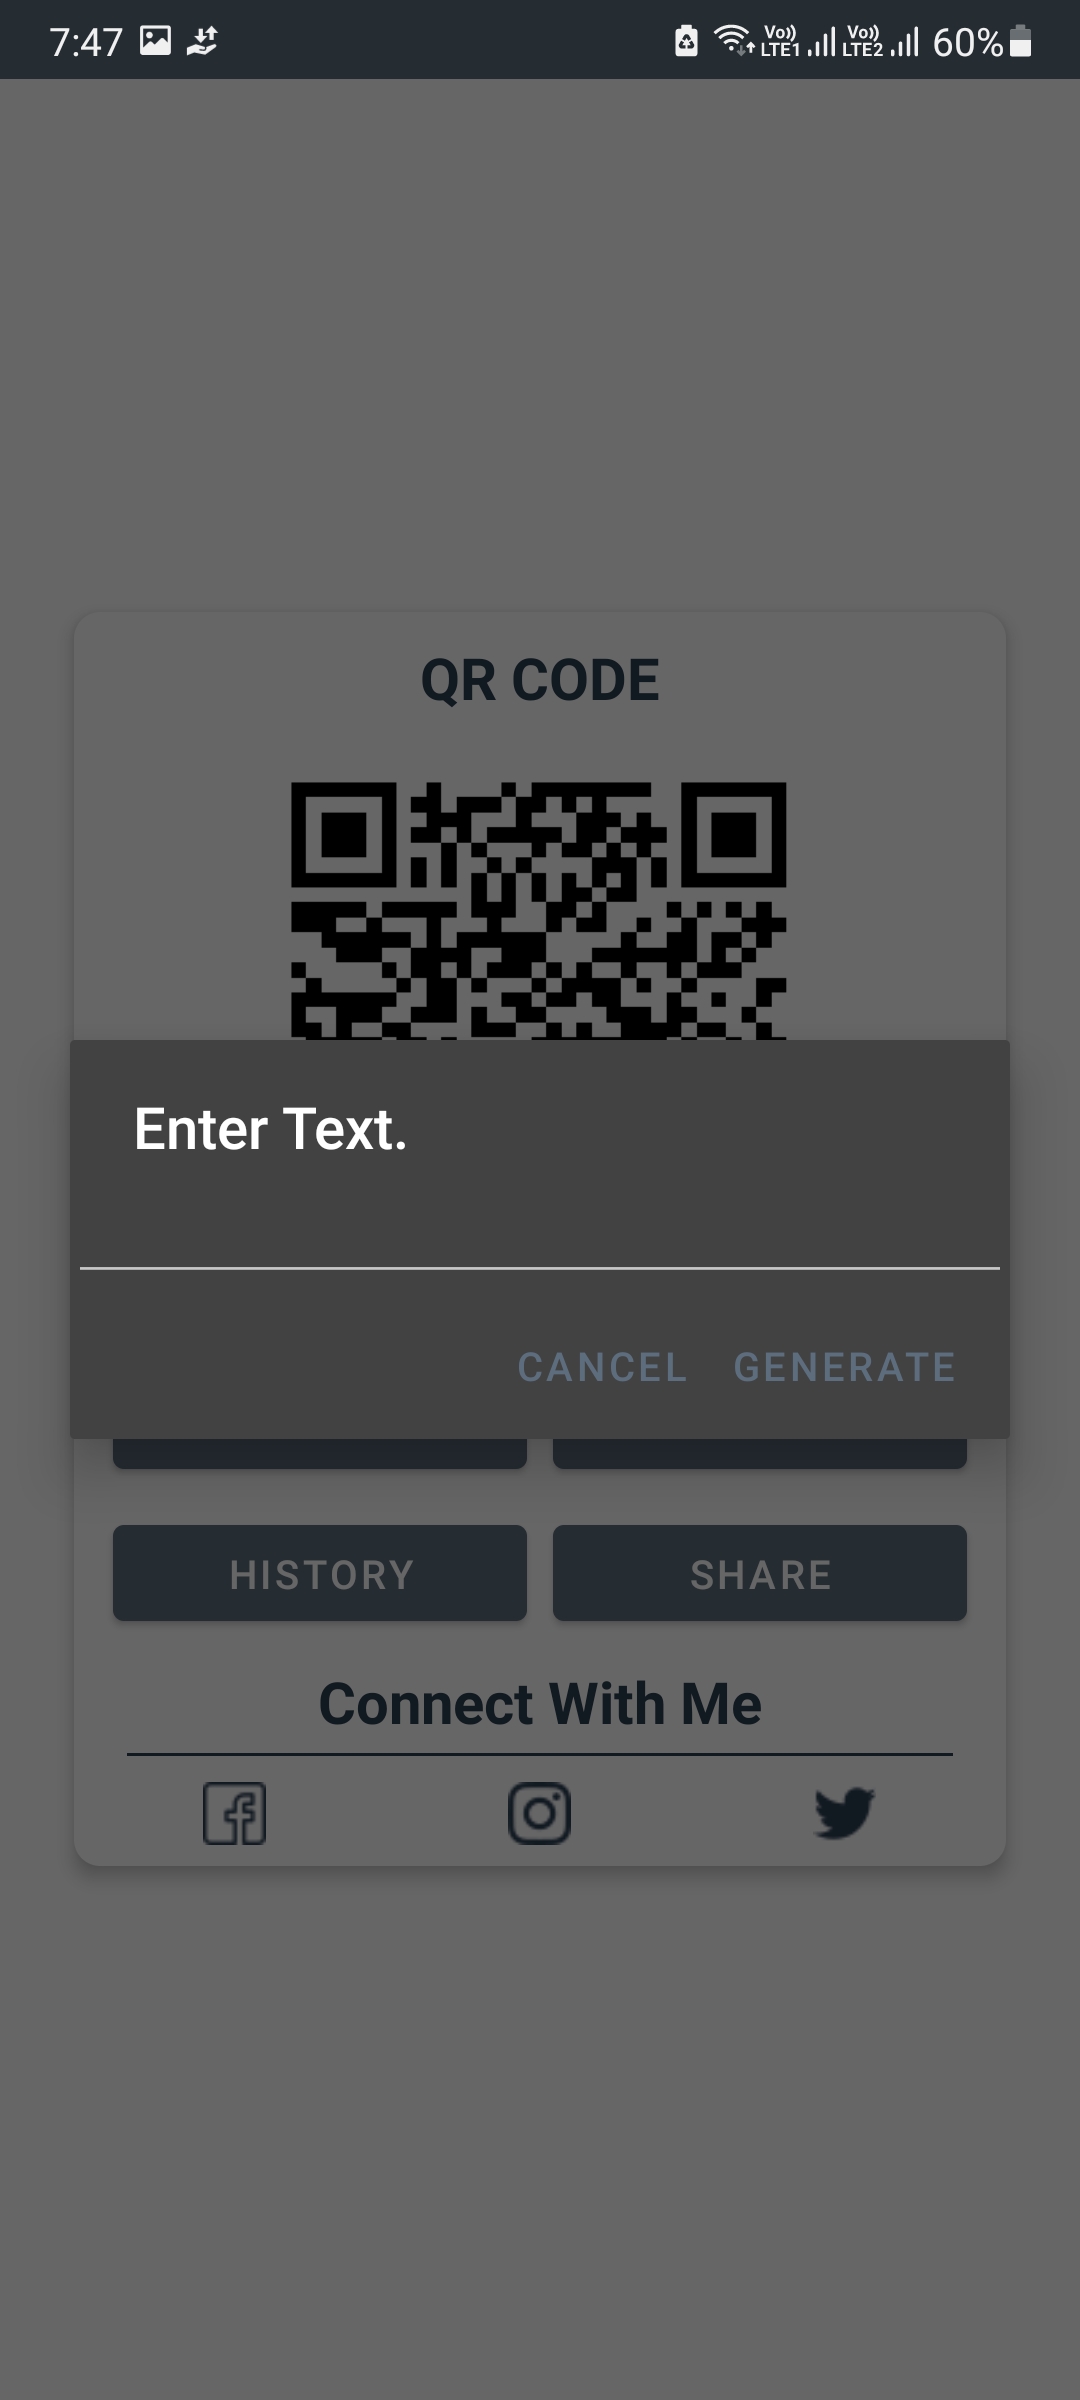 7:47 Vo)) LTE1 Vo)) LTE2 60%
QR CODE
Enter Text.
CANCEL GENERATE
HISTORY SHARE
Connect With Me